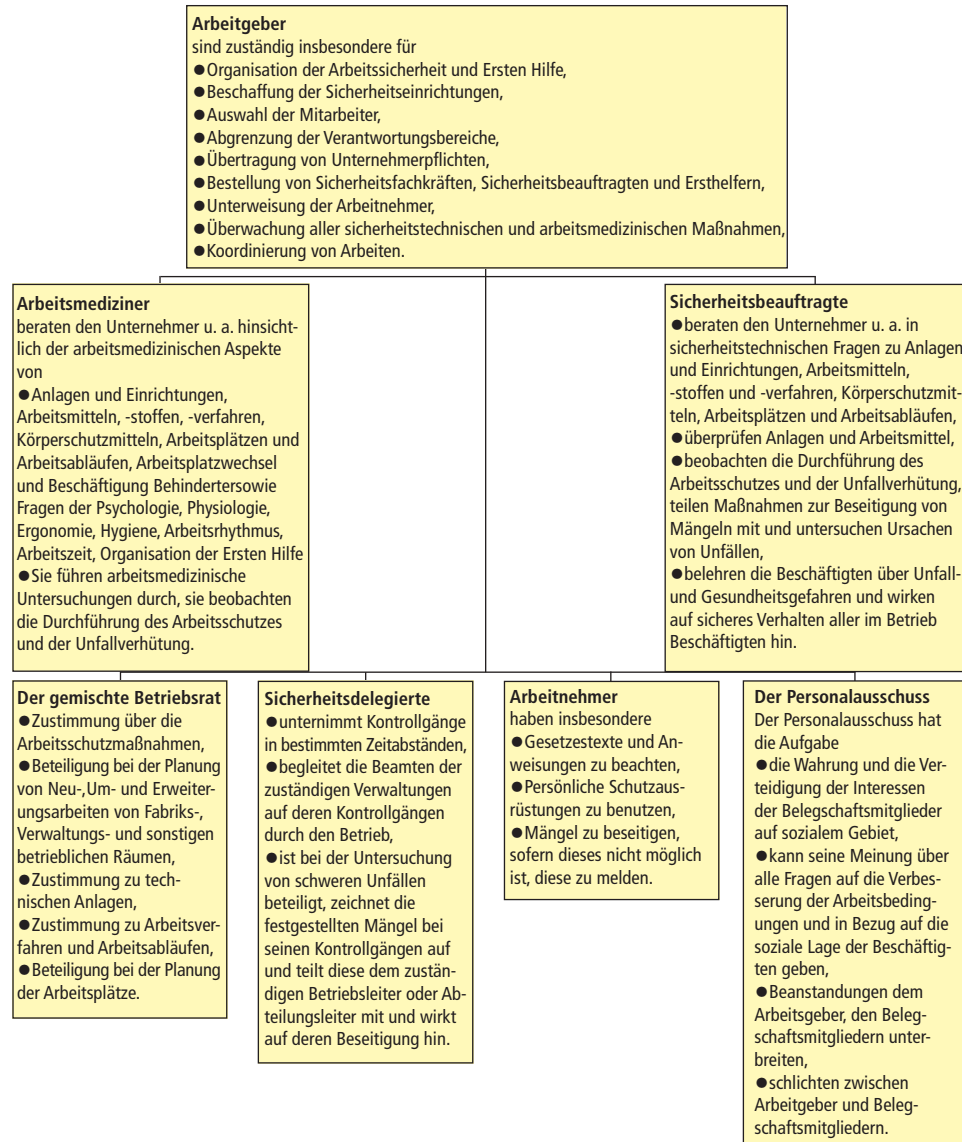 Arbeitgeber
sind zuständig insbesondere für
●Organisation der Arbeitssicherheit und Ersten Hilfe,
●Beschaffung der Sicherheitseinrichtungen,
●Auswahl der Mitarbeiter,
●Abgrenzung der Verantwortungsbereiche,
●Übertragung von Unternehmerpflichten,
●Bestellung von Sicherheitsfachkräften, Sicherheitsbeauftragten und Ersthelfern,
●Unterweisung der Arbeitnehmer,
●Überwachung aller sicherheitstechnischen und arbeitsmedizinischen Maßnahmen,
●Koordinierung von Arbeiten.
Arbeitsmediziner
beraten den Unternehmer u. a. hinsicht-
lich der arbeitsmedizinischen Aspekte
von
●Anlagen und Einrichtungen,
Arbeitsmitteln, -stoffen, -verfahren,
Körperschutzmitteln, Arbeitsplätzen und
Arbeitsabläufen, Arbeitsplatzwechsel
und Beschäftigung Behindertersowie
Fragen der Psychologie, Physiologie,
Ergonomie, Hygiene, Arbeitsrhythmus,
Arbeitszeit, Organisation der Ersten Hilfe
●Sie führen arbeitsmedizinische
Untersuchungen durch, sie beobachten
die Durchführung des Arbeitsschutzes
und der Unfallverhütung.
Sicherheitsbeauftragte
●beraten den Unternehmer u. a. in
sicherheitstechnischen Fragen zu Anlagen
und Einrichtungen, Arbeitsmitteln,
-stoffen und -verfahren, Körperschutzmit-
teln, Arbeitsplätzen und Arbeitsabläufen,
●überprüfen Anlagen und Arbeitsmittel,
●beobachten die Durchführung des
Arbeitsschutzes und der Unfallverhütung,
teilen Maßnahmen zur Beseitigung von
Mängeln mit und untersuchen Ursachen
von Unfällen,
●belehren die Beschäftigten über Unfall-
und Gesundheitsgefahren und wirken
auf sicheres Verhalten aller im Betrieb
Beschäftigten hin.
Der gemischte Betriebsrat
●Zustimmung über die
Arbeitsschutzmaßnahmen,
●Beteiligung bei der Planung
von Neu-,Um- und Erweite-
rungsarbeiten von Fabriks-,
Verwaltungs- und sonstigen
betrieblichen Räumen,
●Zustimmung zu tech-
nischen Anlagen,
●Zustimmung zu Arbeitsver-
fahren und Arbeitsabläufen,
●Beteiligung bei der Planung
der Arbeitsplätze.
Sicherheitsdelegierte
●unternimmt Kontrollgänge
in bestimmten Zeitabständen,
●begleitet die Beamten der
zuständigen Verwaltungen
auf deren Kontrollgängen
durch den Betrieb,
●ist bei der Untersuchung
von schweren Unfällen
beteiligt, zeichnet die
festgestellten Mängel bei
seinen Kontrollgängen auf
und teilt diese dem zustän-
digen Betriebsleiter oder Ab-
teilungsleiter mit und wirkt
auf deren Beseitigung hin.
Arbeitnehmer
haben insbesondere
●Gesetzestexte und An-
weisungen zu beachten,
●Persönliche Schutzaus-
rüstungen zu benutzen,
●Mängel zu beseitigen,
sofern dieses nicht möglich
ist, diese zu melden.
Der Personalausschuss
Der Personalausschuss hat
die Aufgabe
●die Wahrung und die Ver-
teidigung der Interessen
der Belegschaftsmitglieder
auf sozialem Gebiet,
●kann seine Meinung über
alle Fragen auf die Verbes-
serung der Arbeitsbedin-
gungen und in Bezug auf die
soziale Lage der Beschäftig-
ten geben,
●Beanstandungen dem
Arbeitsgeber, den Beleg-
schaftsmitgliedern unter-
breiten,
●schlichten zwischen
Arbeitgeber und Beleg-
schaftsmitgliedern.